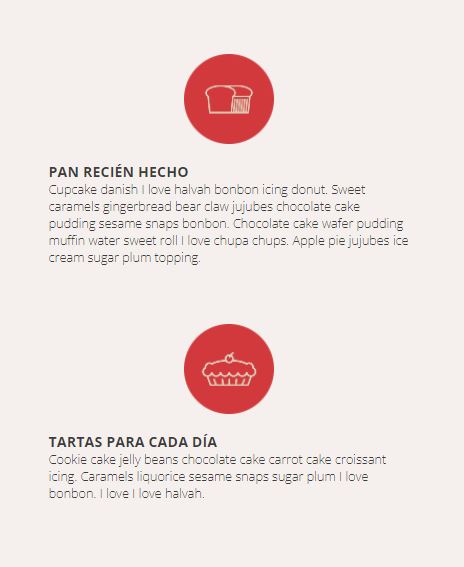 PAN RECIÉN HECHO
Cupcake danish I love halvah bonbon icing donut. Sweet
caramels gingerbread bear claw jujubes chocolate cake
pudding sesame snaps bonbon. Chocolate cake wafer pudding
muffin water sweet roll I love chupa chups. Apple pie jujubes ice
cream sugar plum topping.
TARTAS PARA CADA DÍA
Cookie cake jelly beans chocolate cake carrot cake croissant
icing. Caramels liquorice sesame snaps sugar plum I love
bonbon. I love I love halvah.